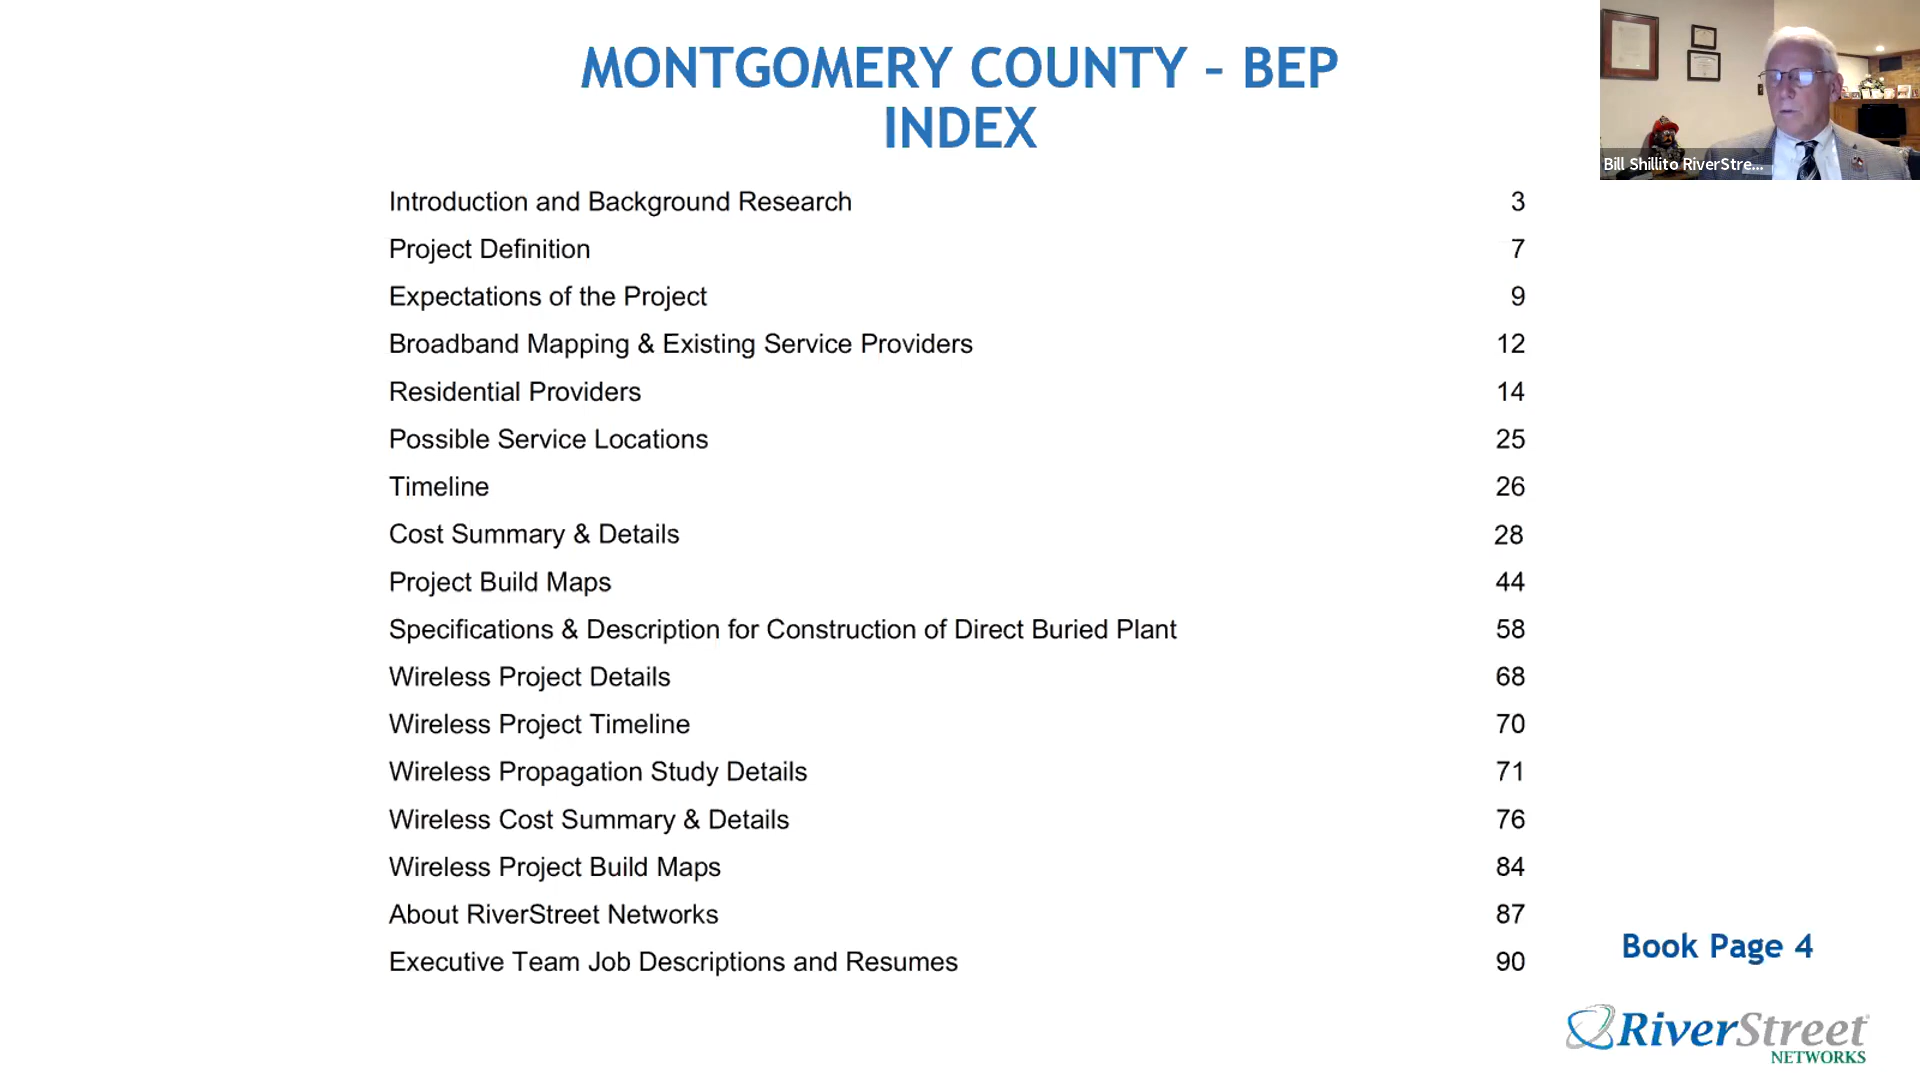 MONTGOMERY COUNTY - BEP
INDEX
Bill Shillito RiverStre...
Introduction and Background Research 3
Project Definition 7
Expectations of the Project 9
Broadband Mapping & Existing Service Providers 12
Residential Providers 14
Possible Service Locations 25
Timeline 26
Cost Summary & Details 28
Project Build Maps 44
Specifications & Description for Construction of Direct Buried Plant 58
Wireless Project Details 68
Wireless Project Timeline 70
Wireless Propagation Study Details 71
Wireless Cost Summary & Details 76
Wireless Project Build Maps 84
About RiverStreet Networks 87
Executive Team Job Descriptions and Resumes 90
Book Page 4
RiverStreet
NETWORKS